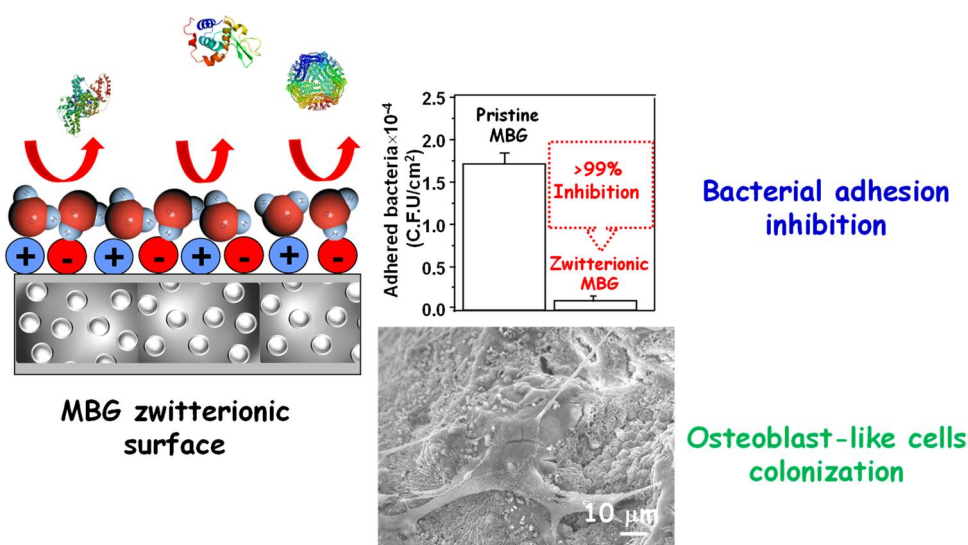 + - + - + - + -
MBG zwitterionic
surface
Adhered bacteria×10⁻⁴
(C.F.U/cm²)
2.5
2.0
1.5
1.0
0.5
0.0
Pristine
MBG
>99%
Inhibition
Zwitterionic
MBG
10 μm
Bacterial adhesion
inhibition
Osteoblast-like cells
colonization